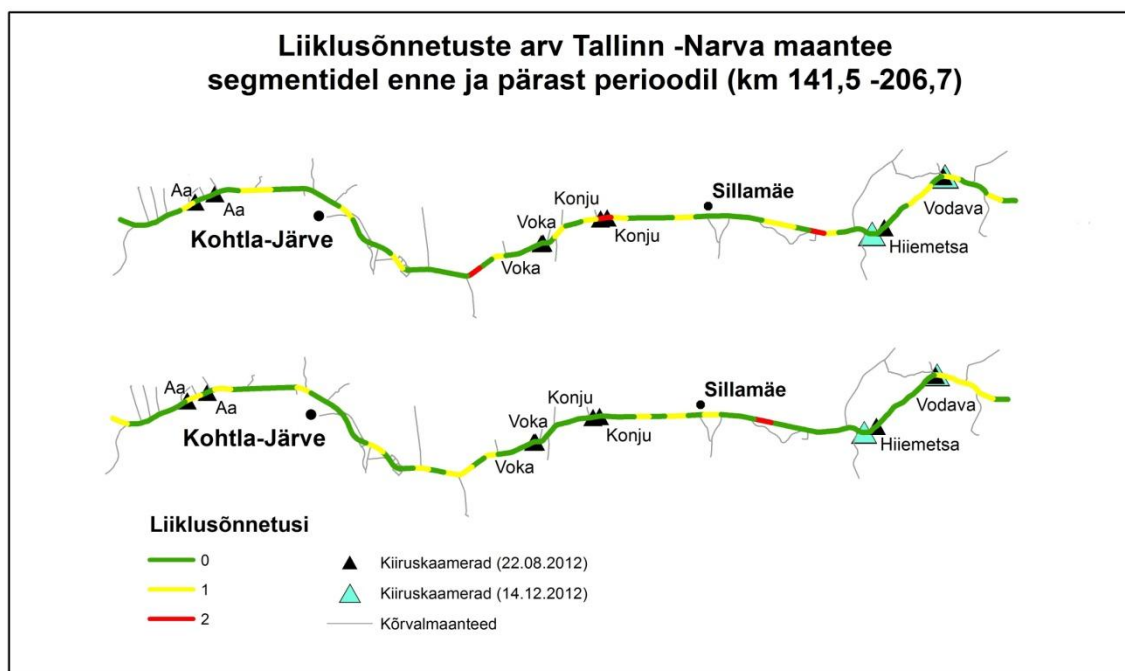 Liiklusõnnetuste arv Tallinn -Narva maantee
segmentidel enne ja pärast perioodil (km 141,5 -206,7)
Aa
Aa
Kohtla-Järve
Voka
Voka
Konju
Konju
Sillamäe
Hiiemetsa
Vodava
Aa
Aa
Kohtla-Järve
Voka
Voka
Konju
Konju
Sillamäe
Hiiemetsa
Vodava
Liiklusõnnetusi
0
1
2
Kiiruskaamerad (22.08.2012)
Kiiruskaamerad (14.12.2012)
Kõrvalmaanteed